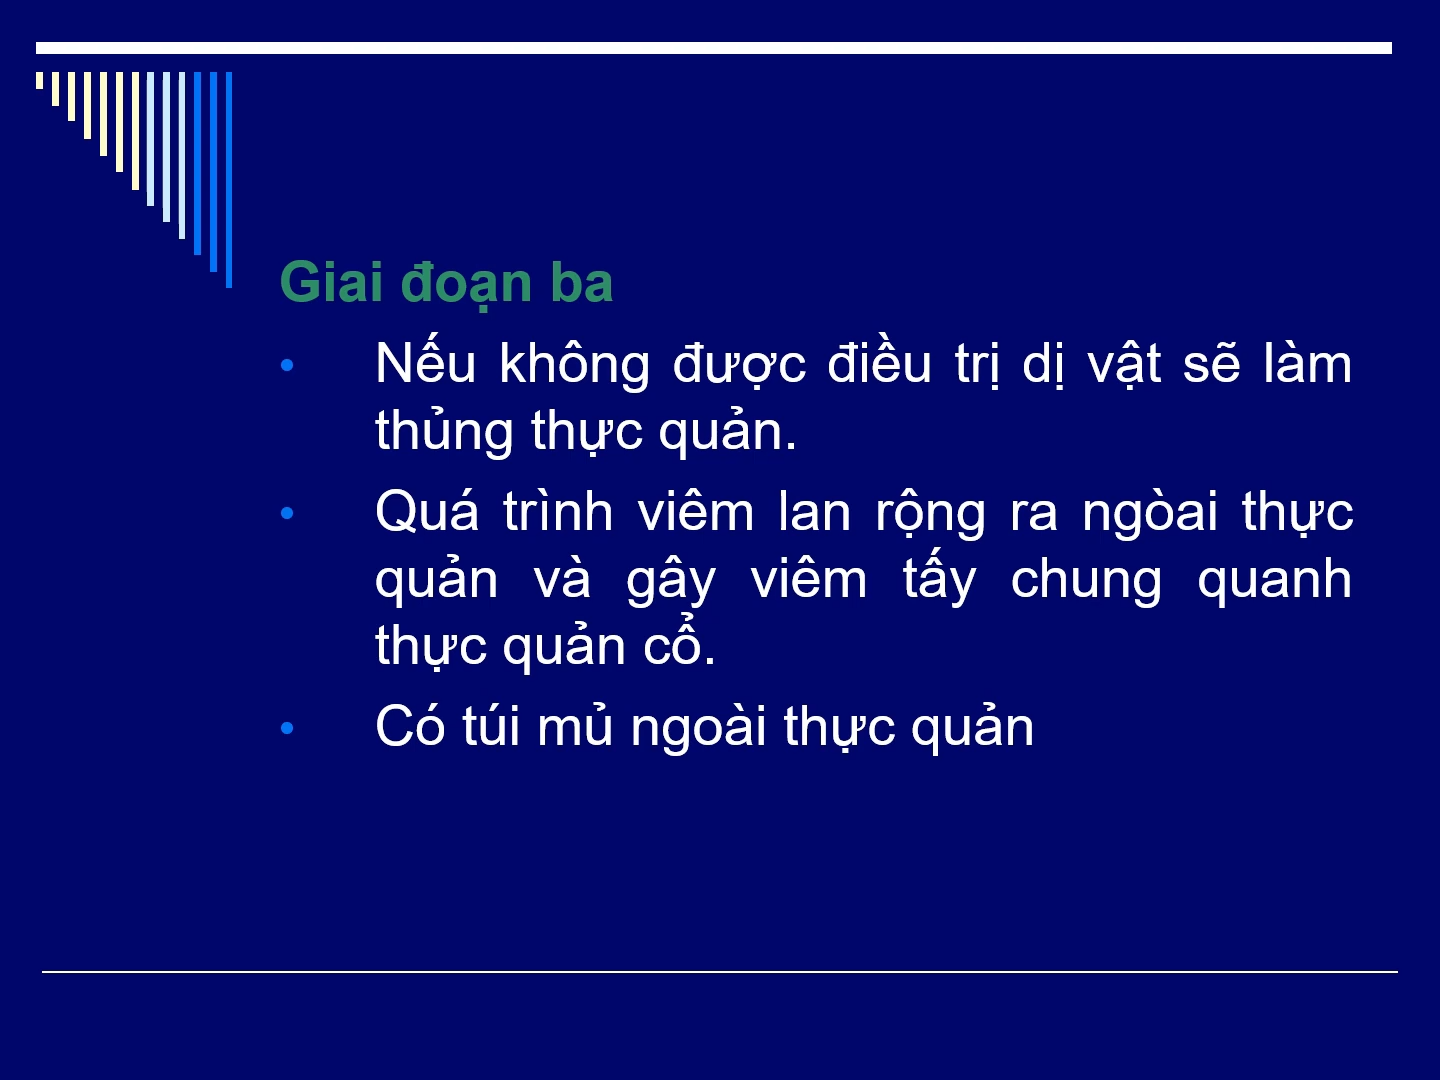 Giai đoạn ba
• Nếu không được điều trị dị vật sẽ làm
thủng thực quản.
• Quá trình viêm lan rộng ra ngòai thực
quản và gây viêm tấy chung quanh
thực quản cổ.
• Có túi mủ ngoài thực quản